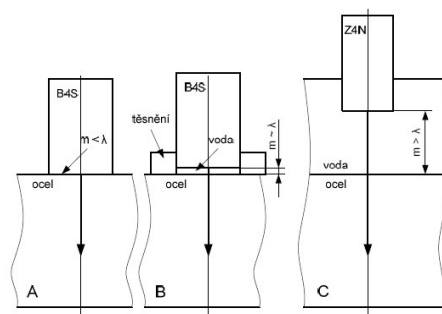 B4S
m < λ
ocel
A
B4S
těsnění
voda
m ~ λ
ocel
B
Z4N
m > λ
voda
ocel
C